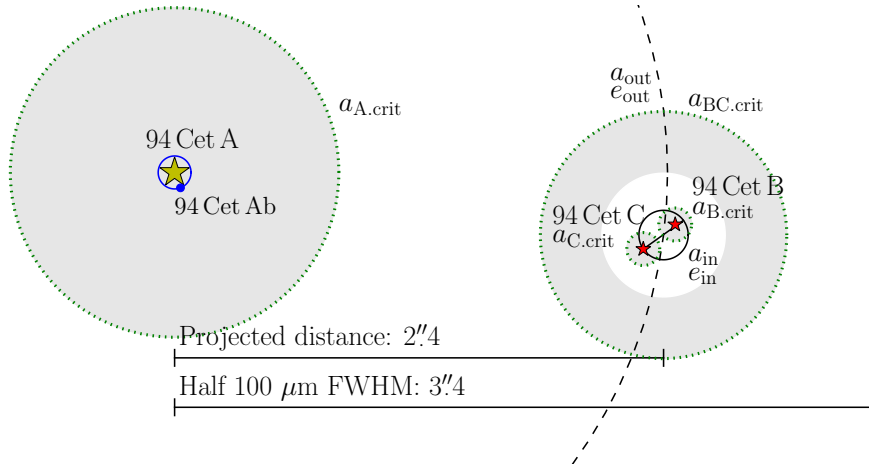 a_out
e_out
a_BC.crit
a_A.crit
94 Cet A
94 Cet Ab
94 Cet B
a_B.crit
94 Cet C
a_C.crit
a_in
e_in
Projected distance: 2″.4
Half 100 μm FWHM: 3″.4